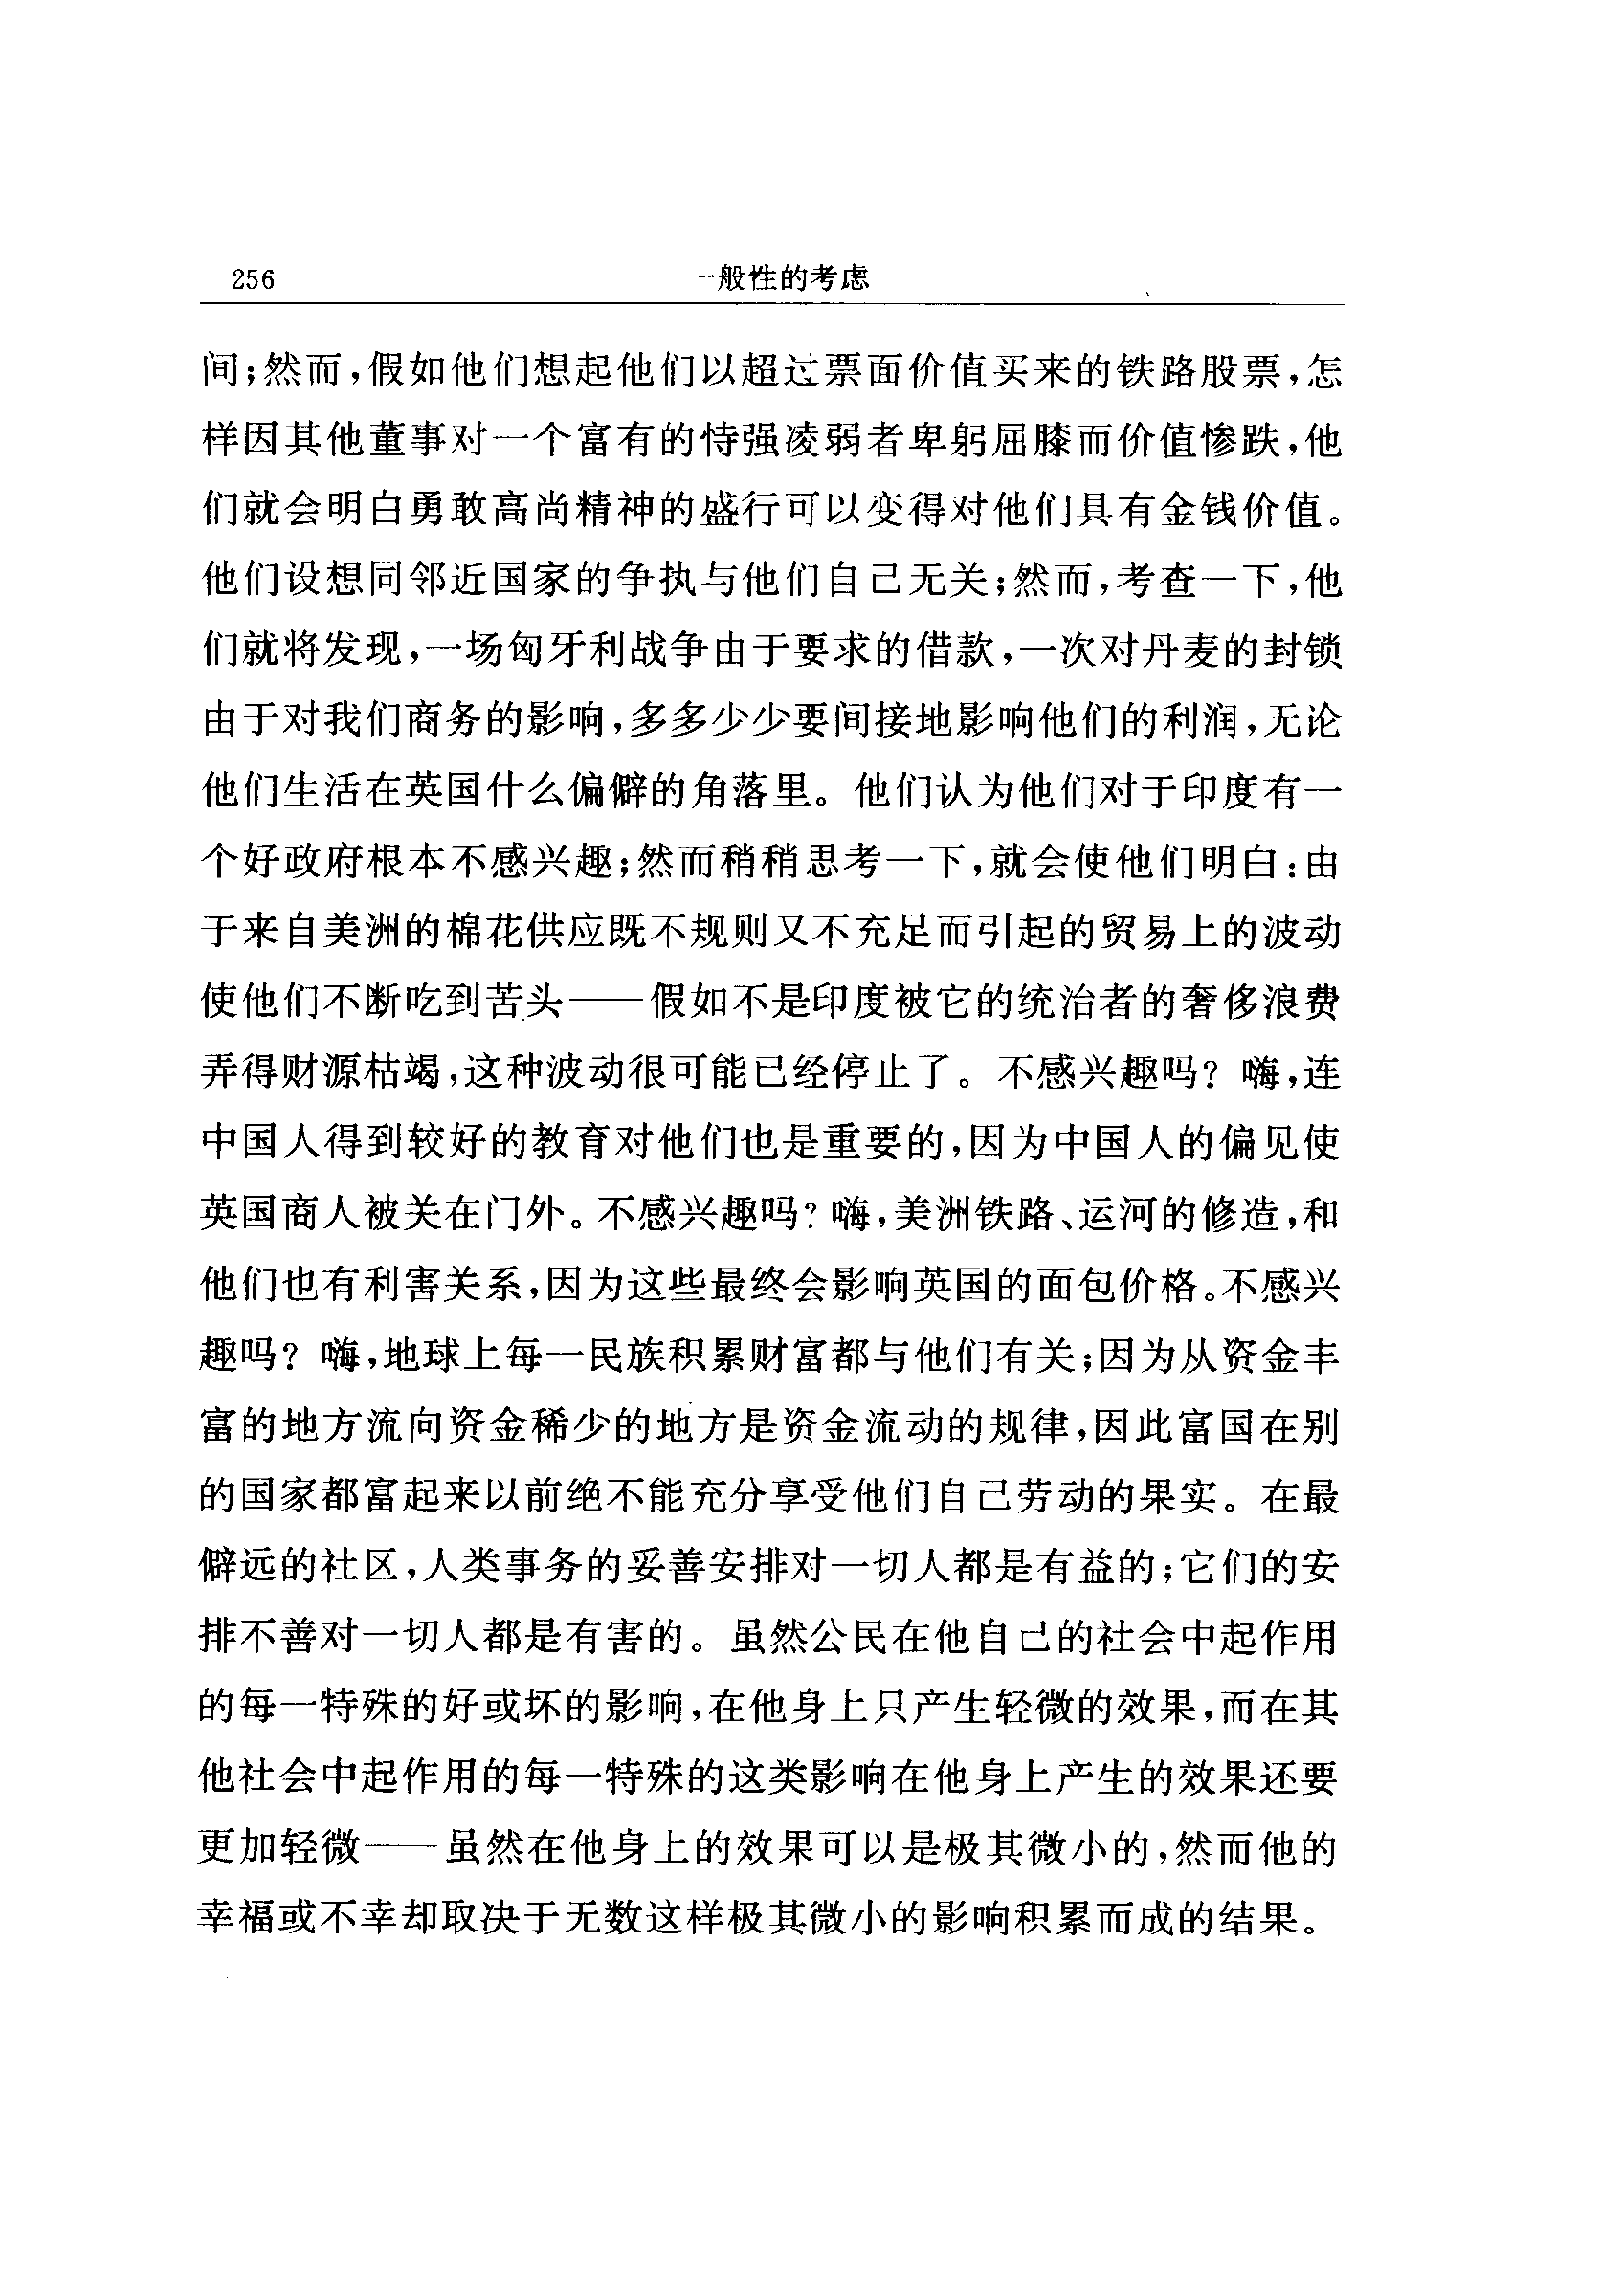 256 一般性的考虑
间;然而,假如他们想起他们以超过票面价值买来的铁路股票,怎
样因其他董事对一个富有的恃强凌弱者卑躬屈膝而价值惨跌,他
们就会明白勇敢高尚精神的盛行可以变得对他们具有金钱价值。
他们设想同邻近国家的争执与他们自己无关;然而,考查一下,他
们就将发现,一场匈牙利战争由于要求的借款,一次对丹麦的封锁
由于对我们商务的影响,多多少少要间接地影响他们的利润,无论
他们生活在英国什么偏僻的角落里。他们认为他们对于印度有一
个好政府根本不感兴趣;然而稍稍思考一下,就会使他们明白:由
于来自美洲的棉花供应既不规则又不充足而引起的贸易上的波动
使他们不断吃到苦头——假如不是印度被它的统治者的奢侈浪费
弄得财源枯竭,这种波动很可能已经停止了。不感兴趣吗?嗨,连
中国人得到较好的教育对他们也是重要的,因为中国人的偏见使
英国商人被关在门外。不感兴趣吗?嗨,美洲铁路、运河的修造,和
他们也有利害关系,因为这些最终会影响英国的面包价格。不感兴
趣吗?嗨,地球上每一民族积累财富都与他们有关;因为从资金丰
富的地方流向资金稀少的地方是资金流动的规律,因此富国在别
的国家都富起来以前绝不能充分享受他们自己劳动的果实。在最
僻远的社区,人类事务的妥善安排对一切人都是有益的;它们的安
排不善对一切人都是有害的。虽然公民在他自己的社会中起作用
的每一特殊的好或坏的影响,在他身上只产生轻微的效果,而在其
他社会中起作用的每一特殊的这类影响在他身上产生的效果还要
更加轻微——虽然在他身上的效果可以是极其微小的,然而他的
幸福或不幸却取决于无数这样极其微小的影响积累而成的结果。